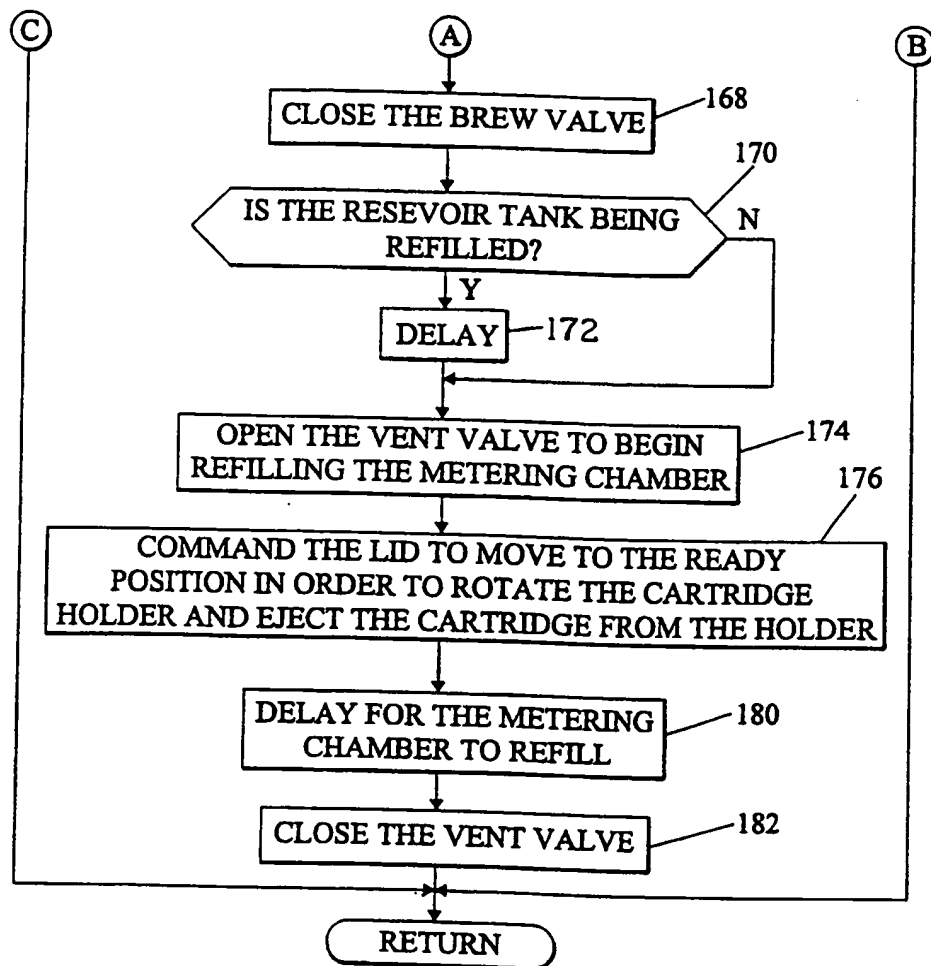 C
A
B
CLOSE THE BREW VALVE
168
170
IS THE RESEVOIR TANK BEING
REFILLED?
N
Y
DELAY
172
OPEN THE VENT VALVE TO BEGIN
REFILLING THE METERING CHAMBER
174
176
COMMAND THE LID TO MOVE TO THE READY
POSITION IN ORDER TO ROTATE THE CARTRIDGE
HOLDER AND EJECT THE CARTRIDGE FROM THE HOLDER
DELAY FOR THE METERING
CHAMBER TO REFILL
180
CLOSE THE VENT VALVE
182
RETURN